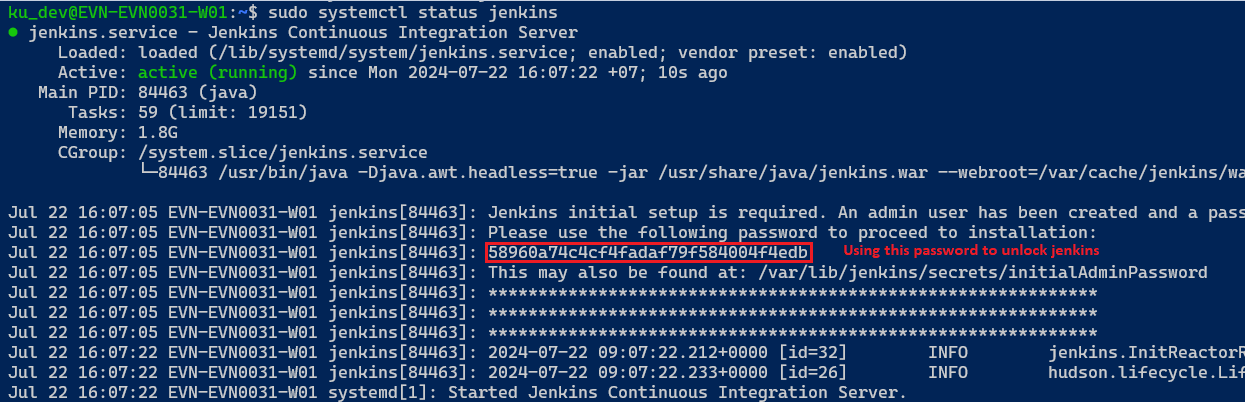 ku_dev@EVN-EVN0031-W01:~$ sudo systemctl status jenkins
● jenkins.service - Jenkins Continuous Integration Server
Loaded: loaded (/lib/systemd/system/jenkins.service; enabled; vendor preset: enabled)
Active: active (running) since Mon 2024-07-22 16:07:22 +07; 10s ago
Main PID: 84463 (java)
Tasks: 59 (limit: 19151)
Memory: 1.8G
CGroup: /system.slice/jenkins.service
└─84463 /usr/bin/java -Djava.awt.headless=true -jar /usr/share/java/jenkins.war --webroot=/var/cache/jenkins/wa
Jul 22 16:07:05 EVN-EVN0031-W01 jenkins[84463]: Jenkins initial setup is required. An admin user has been created and a pass
Jul 22 16:07:05 EVN-EVN0031-W01 jenkins[84463]: Please use the following password to proceed to installation:
Jul 22 16:07:05 EVN-EVN0031-W01 jenkins[84463]: 58960a74c4cf4fadaf79f584004f4edb Using this password to unlock jenkins
Jul 22 16:07:05 EVN-EVN0031-W01 jenkins[84463]: This may also be found at: /var/lib/jenkins/secrets/initialAdminPassword
Jul 22 16:07:05 EVN-EVN0031-W01 jenkins[84463]: *************************************************************
Jul 22 16:07:05 EVN-EVN0031-W01 jenkins[84463]: *************************************************************
Jul 22 16:07:05 EVN-EVN0031-W01 jenkins[84463]: *************************************************************
Jul 22 16:07:22 EVN-EVN0031-W01 jenkins[84463]: 2024-07-22 09:07:22.212+0000 [id=32] INFO jenkins.InitReactorR
Jul 22 16:07:22 EVN-EVN0031-W01 jenkins[84463]: 2024-07-22 09:07:22.233+0000 [id=26] INFO hudson.lifecycle.Lif
Jul 22 16:07:22 EVN-EVN0031-W01 systemd[1]: Started Jenkins Continuous Integration Server.